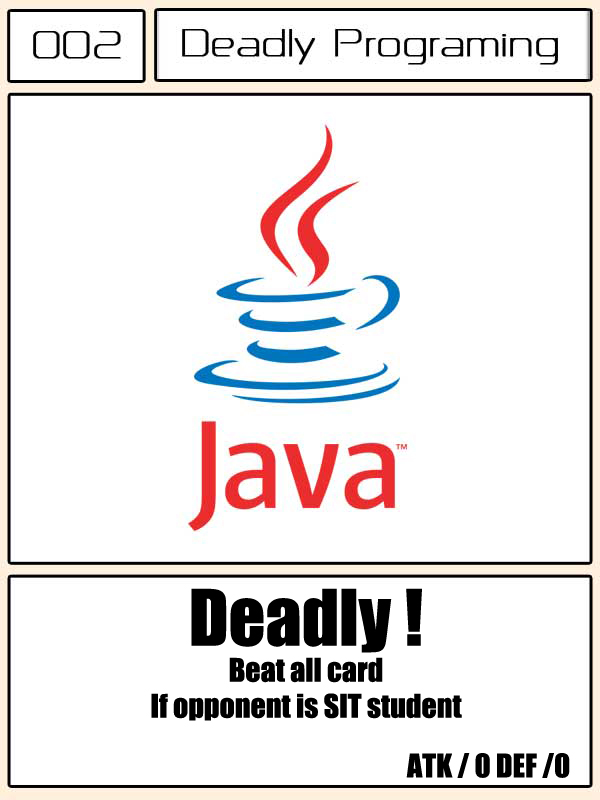 002
Deadly Programing
Java™
Deadly !
Beat all card
If opponent is SIT student
ATK / 0 DEF /0